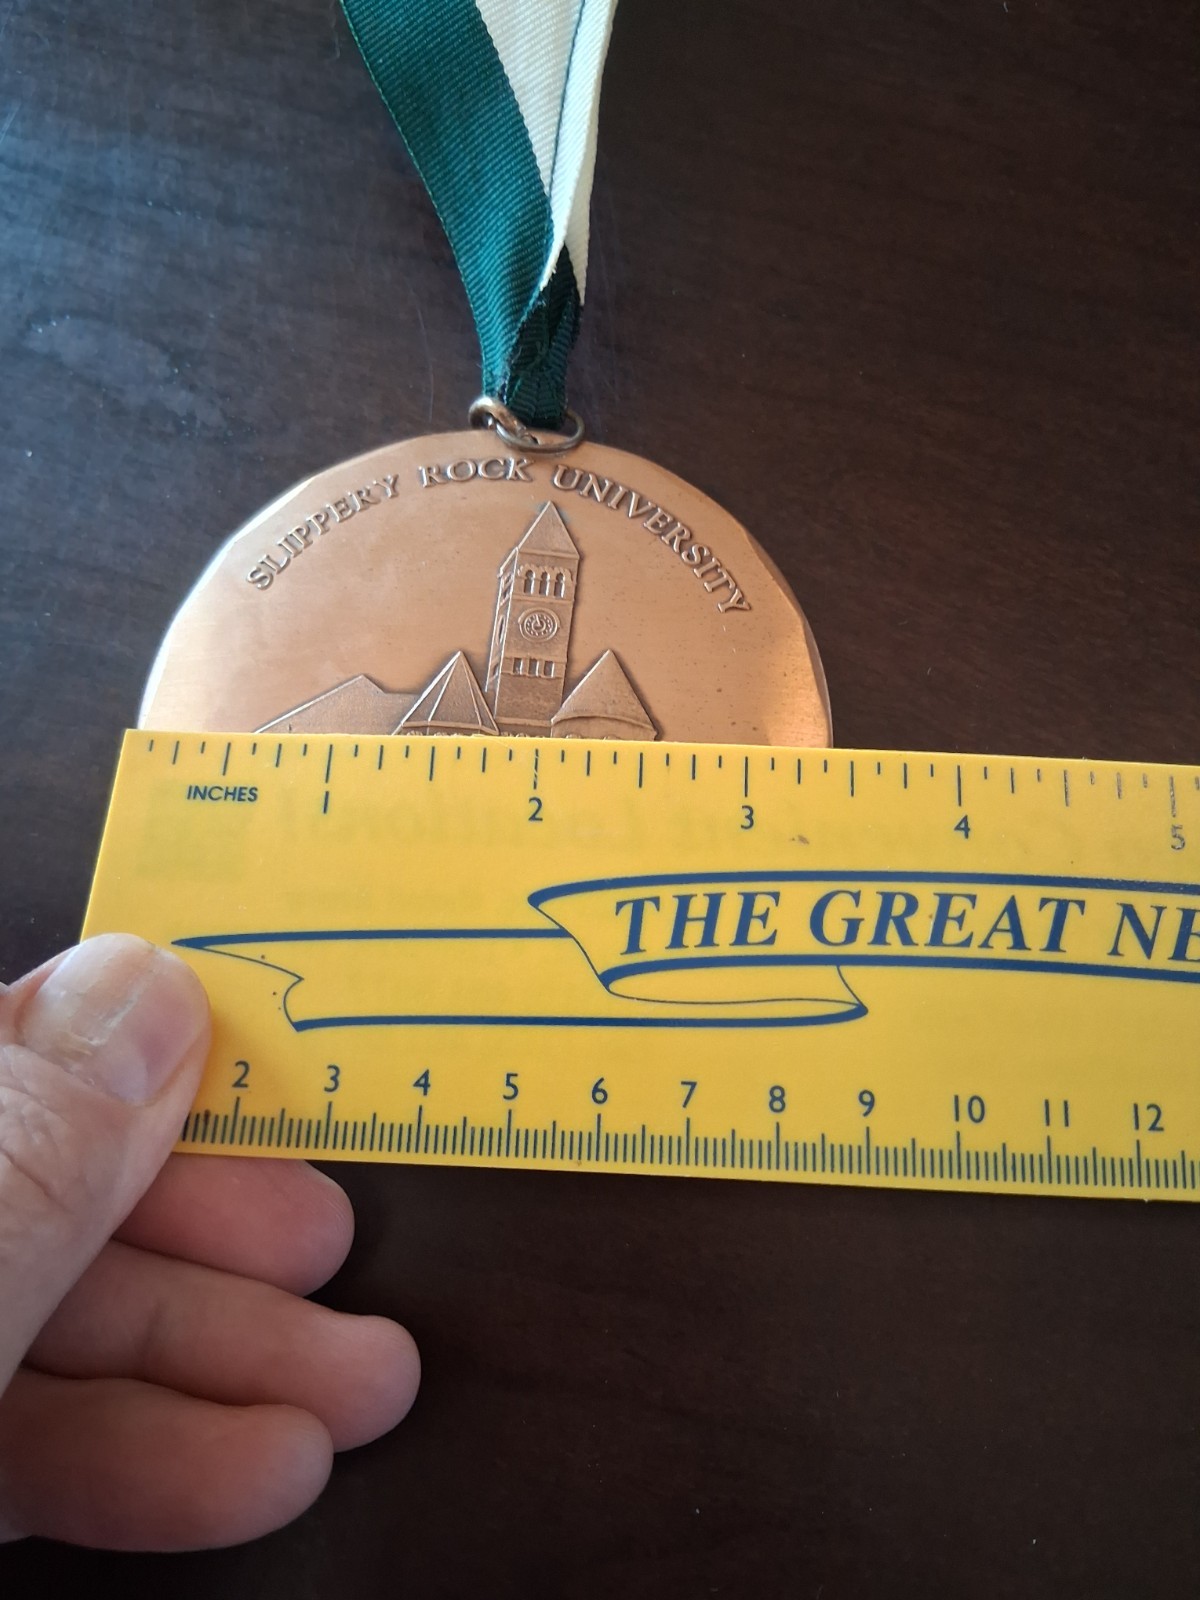 SLIPPERY ROCK UNIVERSITY
INCHES 1 2 3 4 5
THE GREAT NE
2 3 4 5 6 7 8 9 10 11 12